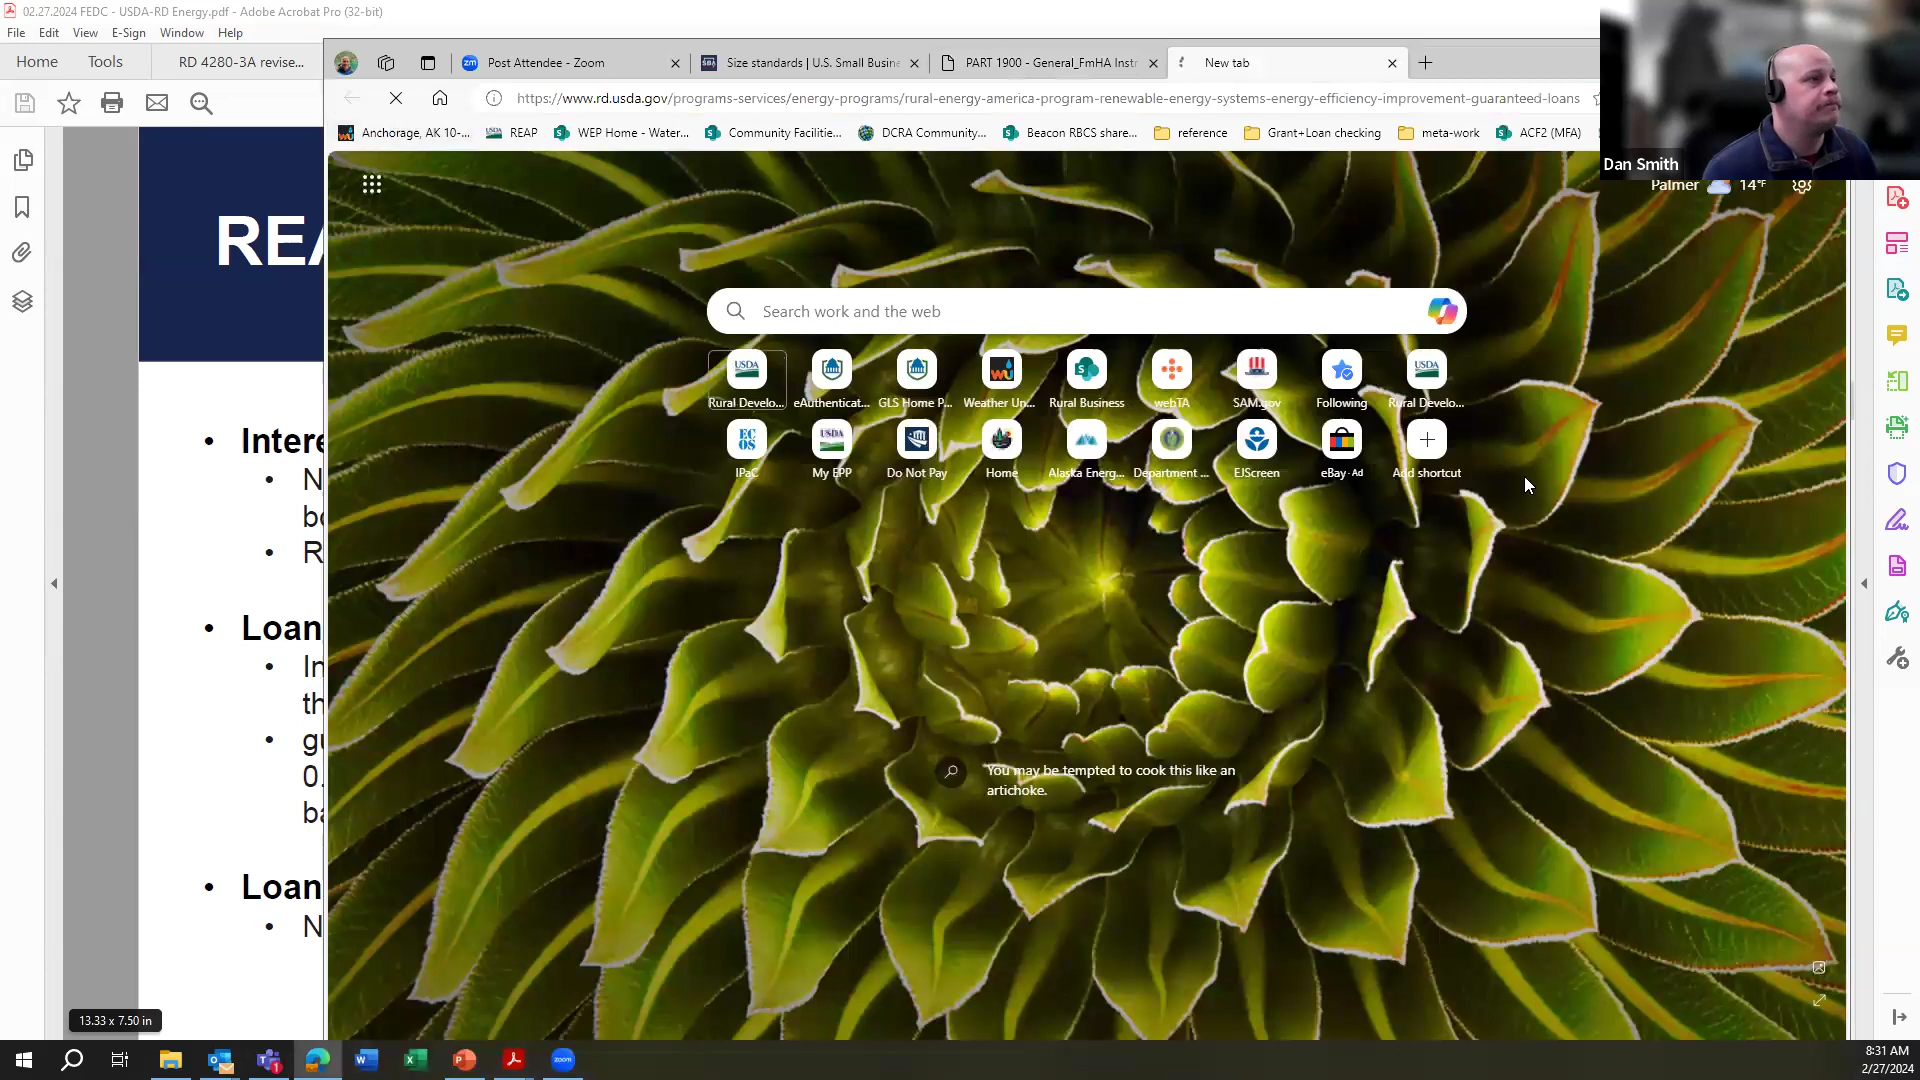 02.27.2024 FEDC - USDA-RD Energy.pdf - Adobe Acrobat Pro (32-bit)
File Edit View E-Sign Window Help
Home Tools RD 4280-3A revise...
Post Attendee - Zoom
Size standards | U.S. Small Busine
PART 1900 - General_FmHA Instr
New tab
https://www.rd.usda.gov/programs-services/energy-programs/rural-energy-america-program-renewable-energy-systems-energy-efficiency-improvement-guaranteed-loans
Anchorage, AK 10-... REAP WEP Home - Water... Community Facilitie... DCRA Community... Beacon RBCS share... reference Grant+Loan checking meta-work ACF2 (MFA)
Dan Smith
Palmer 14°F
REA
Search work and the web
Rural Develo... eAuthenticat... GLS Home P... Weather Un... Rural Business webTA SAM.gov Following Rural Develo...
IPaC My EPP Do Not Pay Home Alaska Energ... Department ... EJScreen eBay · Ad Add shortcut
• Intere
• N
bo
• R
• Loan
• In
th
• gu
0.
ba
• Loan
• N
You may be tempted to cook this like an
artichoke.
13.33 x 7.50 in
8:31 AM
2/27/2024